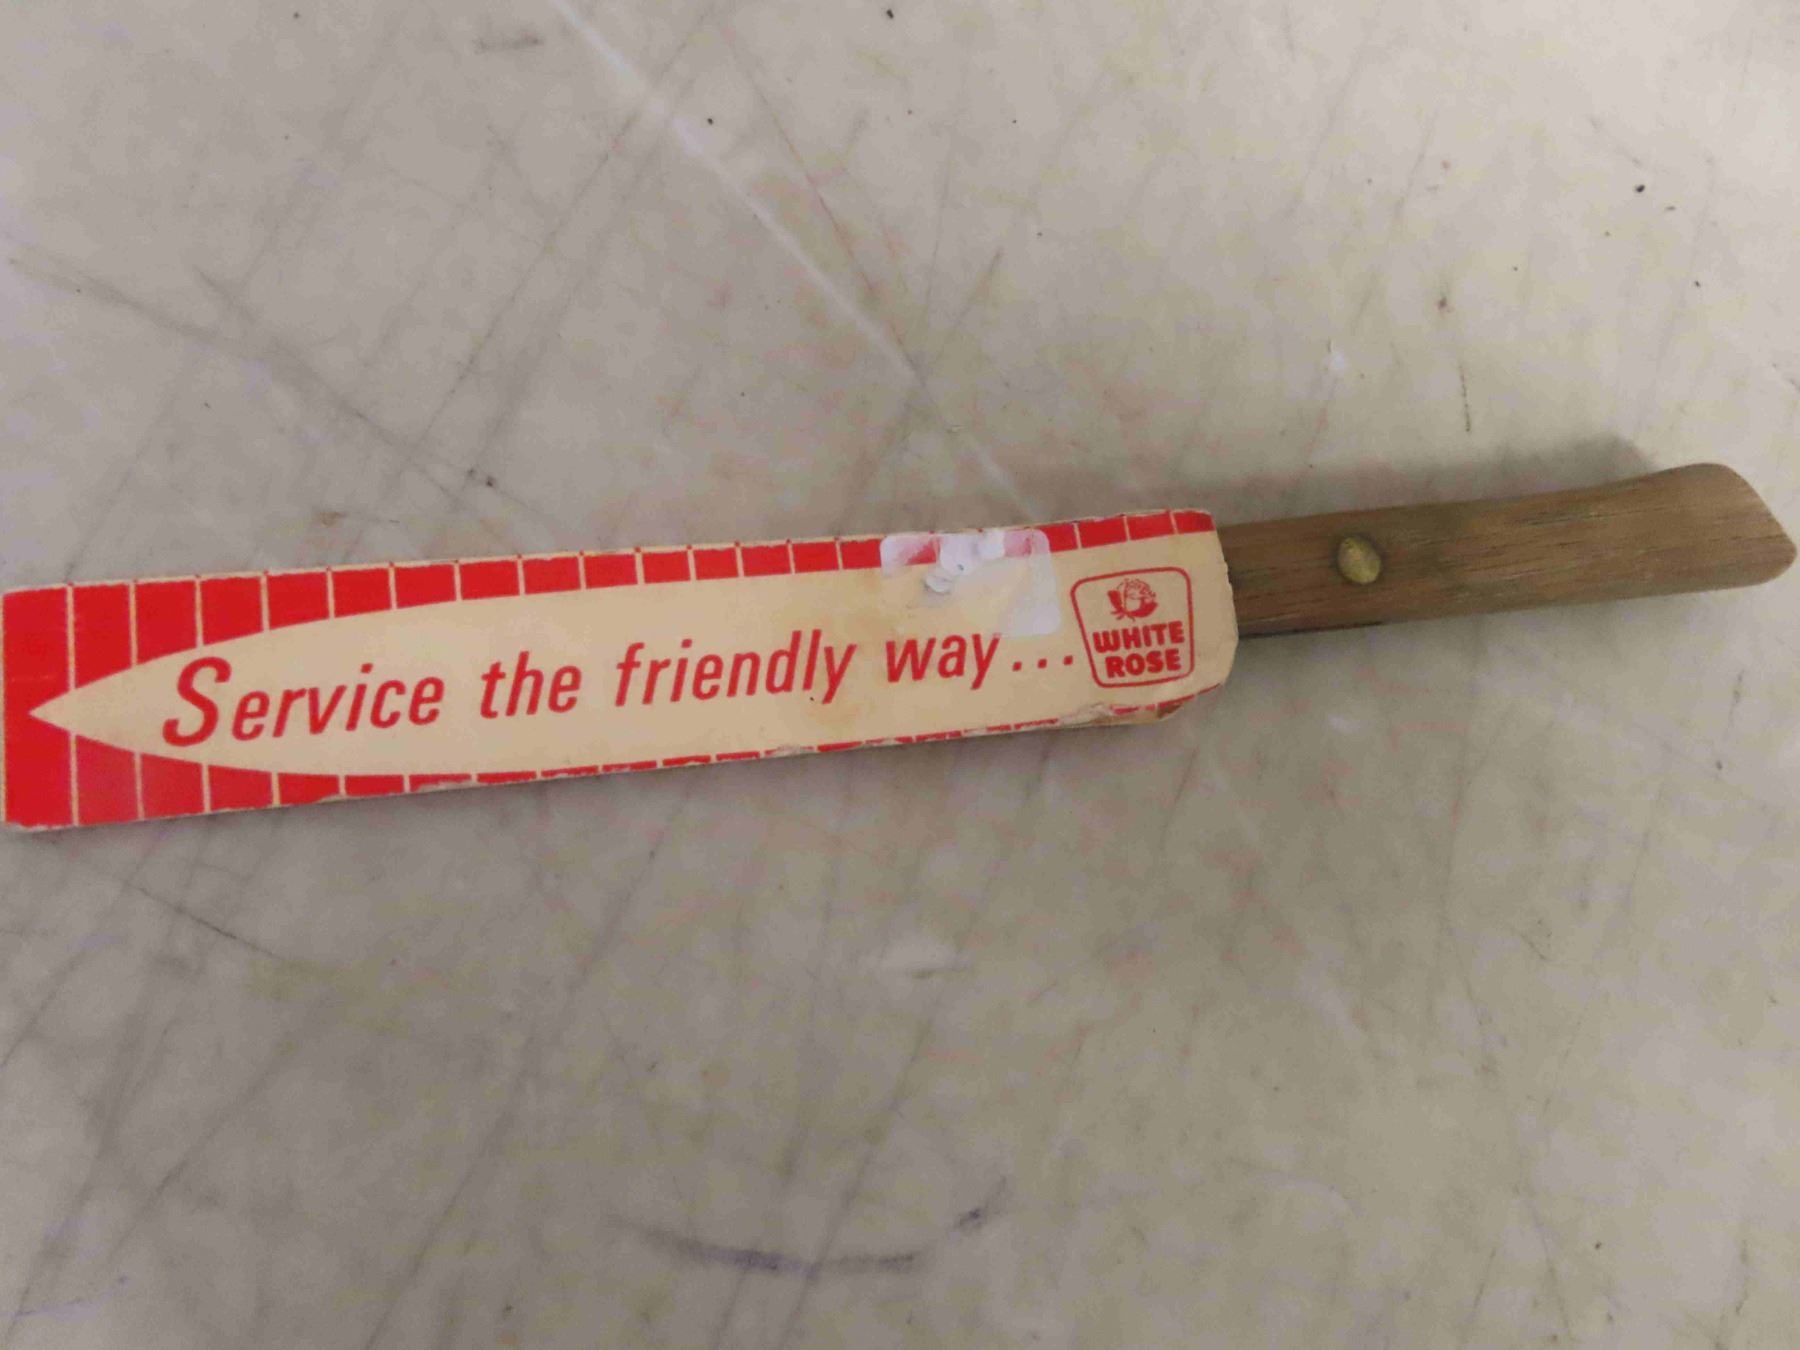 Service the friendly way...
WHITE
ROSE